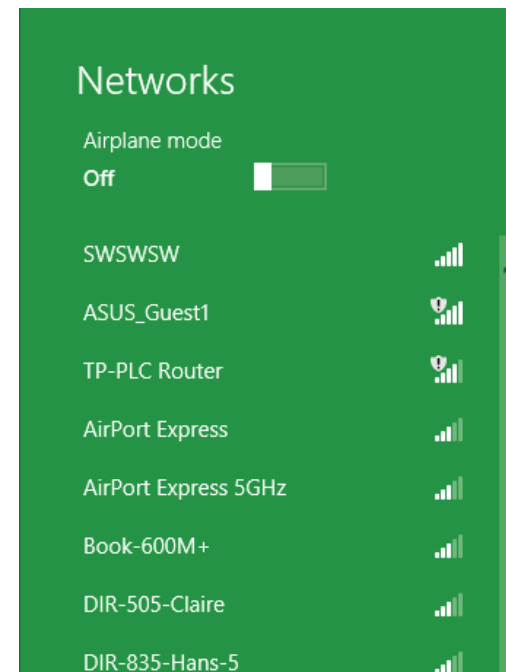 Networks
Airplane mode
Off
SWSWSW
ASUS_Guest1
TP-PLC Router
AirPort Express
AirPort Express 5GHz
Book-600M+
DIR-505-Claire
DIR-835-Hans-5